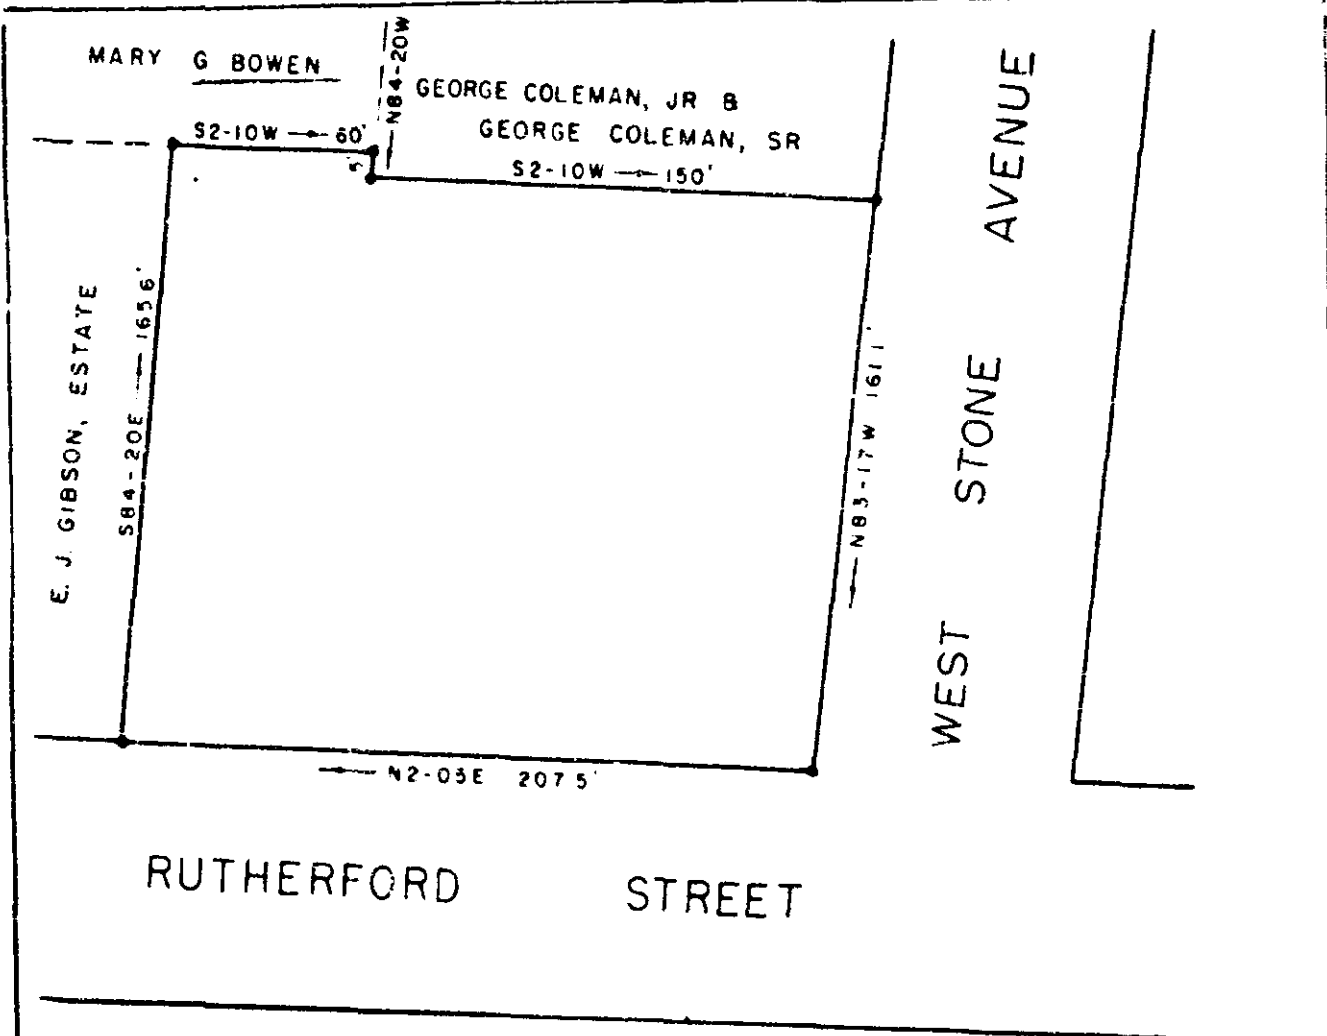 MARY G BOWEN
N84-20W
GEORGE COLEMAN, JR &
GEORGE COLEMAN, SR
S2-10W 60'
5'
S2-10W 150'
E. J. GIBSON, ESTATE
S84-20E 165 6'
N83-17W 161 1'
WEST STONE AVENUE
N2-03E 207 5'
RUTHERFORD STREET